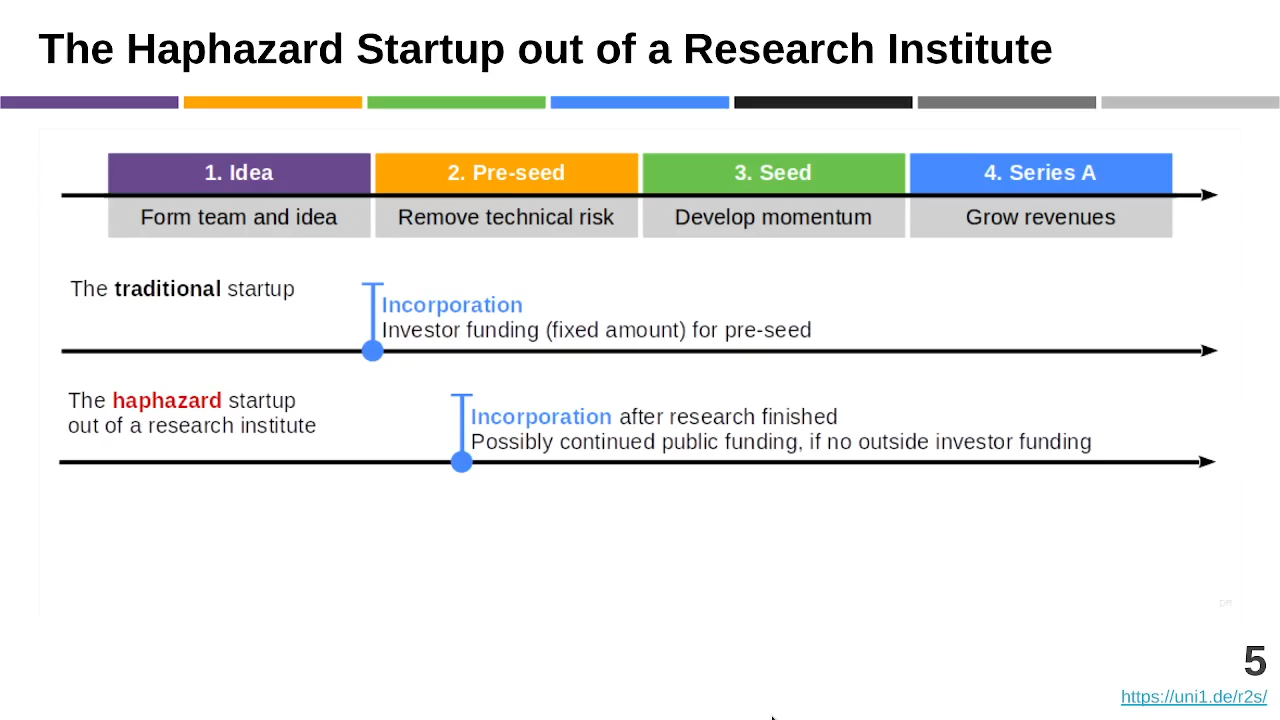 The Haphazard Startup out of a Research Institute
1. Idea
2. Pre-seed
3. Seed
4. Series A
Form team and idea
Remove technical risk
Develop momentum
Grow revenues
The traditional startup
Incorporation
Investor funding (fixed amount) for pre-seed
The haphazard startup
out of a research institute
Incorporation after research finished
Possibly continued public funding, if no outside investor funding
DR
5
https://uni1.de/r2s/